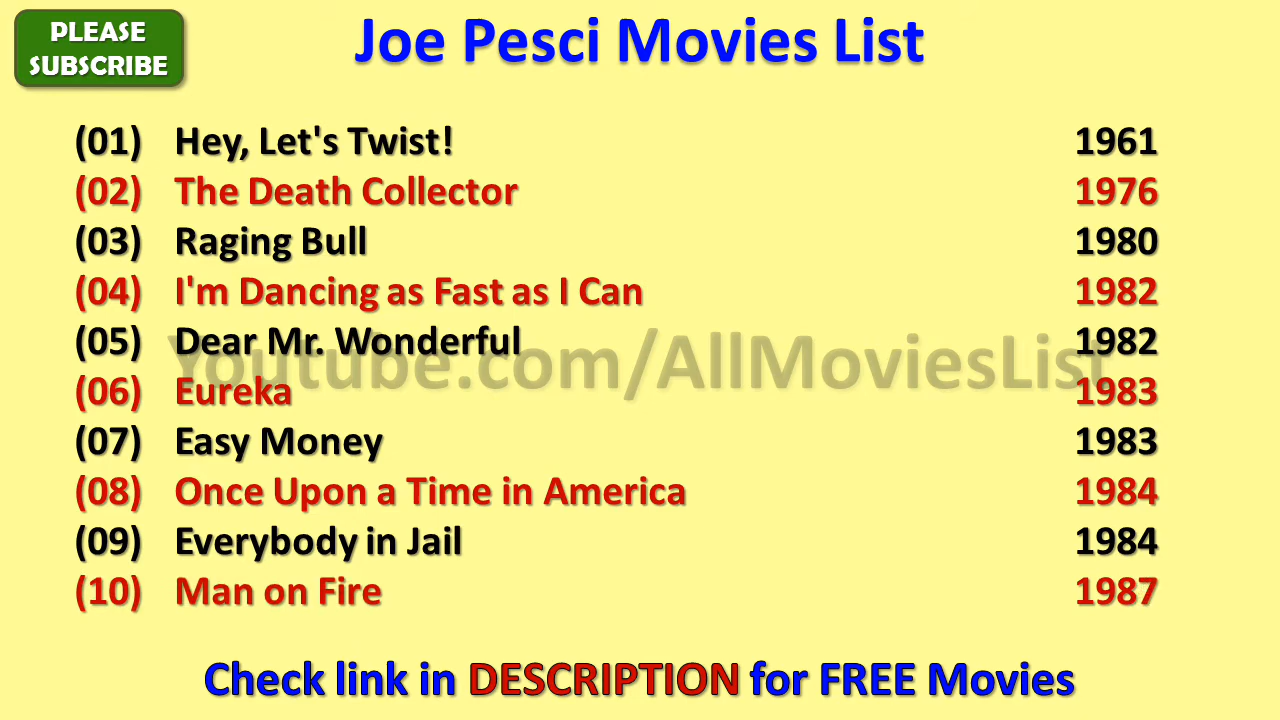 PLEASE
SUBSCRIBE
Joe Pesci Movies List
(01) Hey, Let's Twist! 1961
(02) The Death Collector 1976
(03) Raging Bull 1980
(04) I'm Dancing as Fast as I Can 1982
(05) Dear Mr. Wonderful 1982
Youtube.com/AllMoviesList
(06) Eureka 1983
(07) Easy Money 1983
(08) Once Upon a Time in America 1984
(09) Everybody in Jail 1984
(10) Man on Fire 1987
Check link in DESCRIPTION for FREE Movies